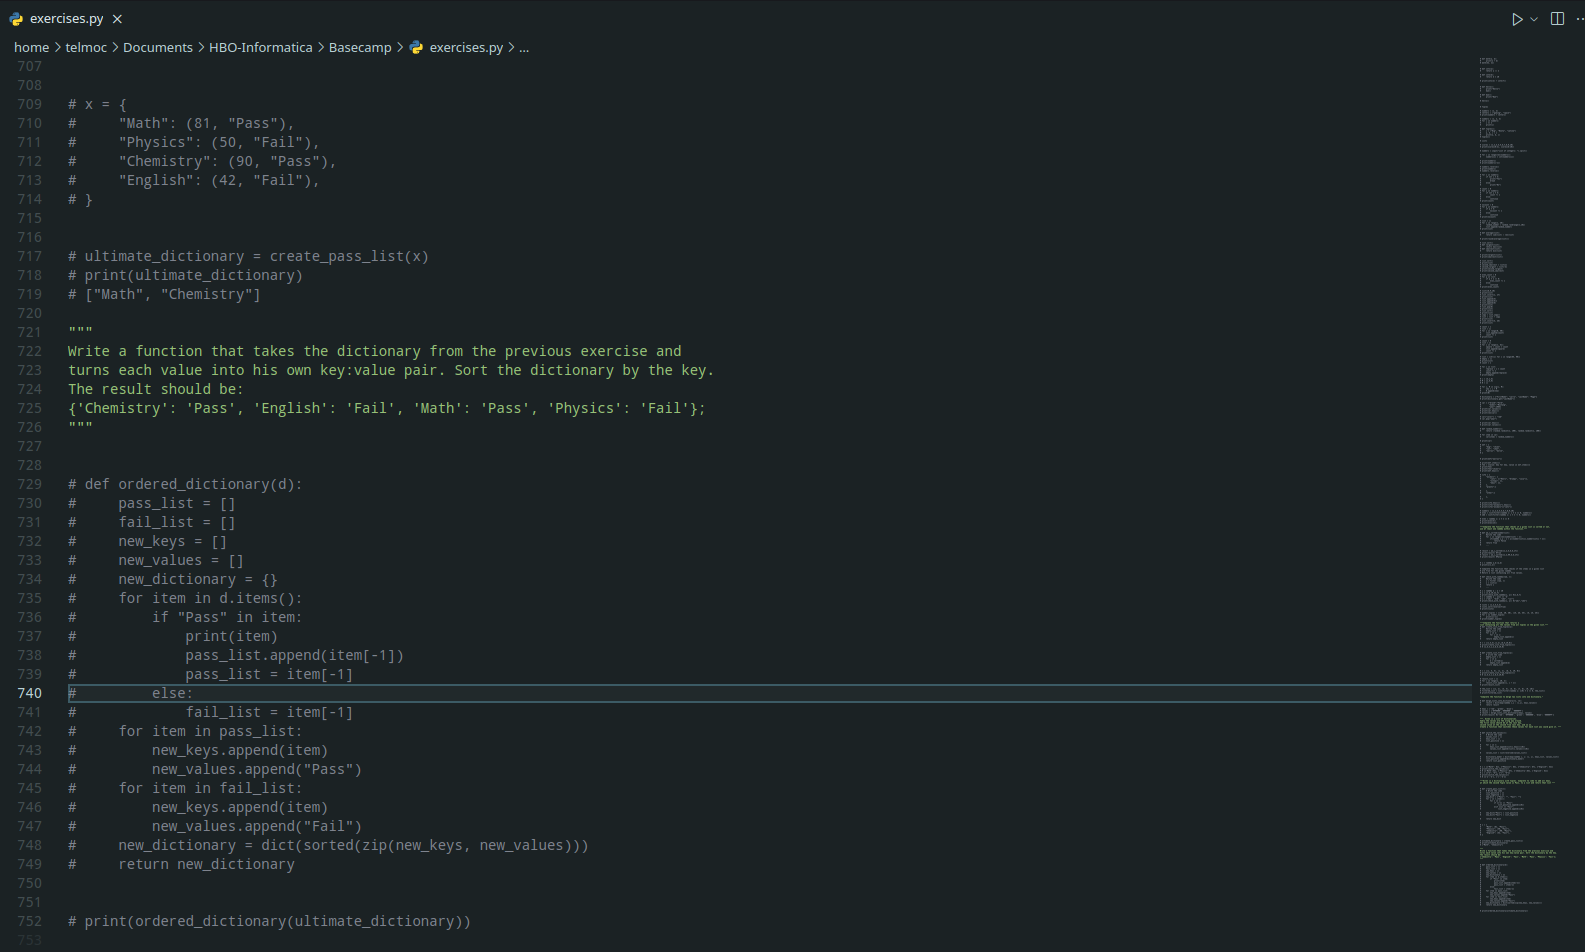 exercises.py
home > telmoc > Documents > HBO-Informatica > Basecamp > exercises.py > ...
707
708
709 # x = {
710 #     "Math": (81, "Pass"),
711 #     "Physics": (50, "Fail"),
712 #     "Chemistry": (90, "Pass"),
713 #     "English": (42, "Fail"),
714 # }
715
716
717 # ultimate_dictionary = create_pass_list(x)
718 # print(ultimate_dictionary)
719 # ["Math", "Chemistry"]
720
721 """
722 Write a function that takes the dictionary from the previous exercise and
723 turns each value into his own key:value pair. Sort the dictionary by the key.
724 The result should be:
725 {'Chemistry': 'Pass', 'English': 'Fail', 'Math': 'Pass', 'Physics': 'Fail'};
726 """
727
728
729 # def ordered_dictionary(d):
730 #     pass_list = []
731 #     fail_list = []
732 #     new_keys = []
733 #     new_values = []
734 #     new_dictionary = {}
735 #     for item in d.items():
736 #         if "Pass" in item:
737 #             print(item)
738 #             pass_list.append(item[-1])
739 #             pass_list = item[-1]
740 #         else:
741 #             fail_list = item[-1]
742 #     for item in pass_list:
743 #         new_keys.append(item)
744 #         new_values.append("Pass")
745 #     for item in fail_list:
746 #         new_keys.append(item)
747 #         new_values.append("Fail")
748 #     new_dictionary = dict(sorted(zip(new_keys, new_values)))
749 #     return new_dictionary
750
751
752 # print(ordered_dictionary(ultimate_dictionary))
753